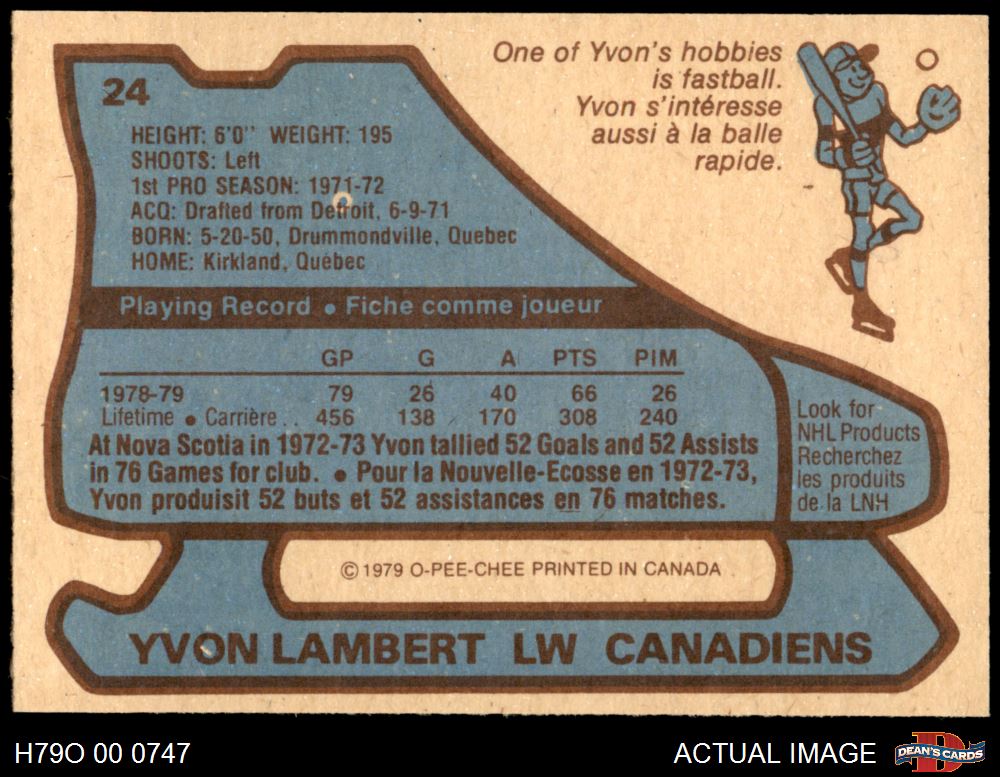 24
One of Yvon's hobbies
is fastball.
Yvon s'intéresse
aussi à la balle
rapide.
HEIGHT: 6'0" WEIGHT: 195
SHOOTS: Left
1st PRO SEASON: 1971-72
ACQ: Drafted from Detroit, 6-9-71
BORN: 5-20-50, Drummondville, Quebec
HOME: Kirkland, Quebec
Playing Record • Fiche comme joueur
GP G A PTS PIM
1978-79 79 26 40 66 26
Lifetime • Carrière . . 456 138 170 308 240
At Nova Scotia in 1972-73 Yvon tallied 52 Goals and 52 Assists
in 76 Games for club. • Pour la Nouvelle-Ecosse en 1972-73,
Yvon produisit 52 buts et 52 assistances en 76 matches.
Look for
NHL Products
Recherchez
les produits
de la LNH
© 1979 O-PEE-CHEE PRINTED IN CANADA
YVON LAMBERT LW CANADIENS
H79O 00 0747
ACTUAL IMAGE
D
DEAN'S CARDS